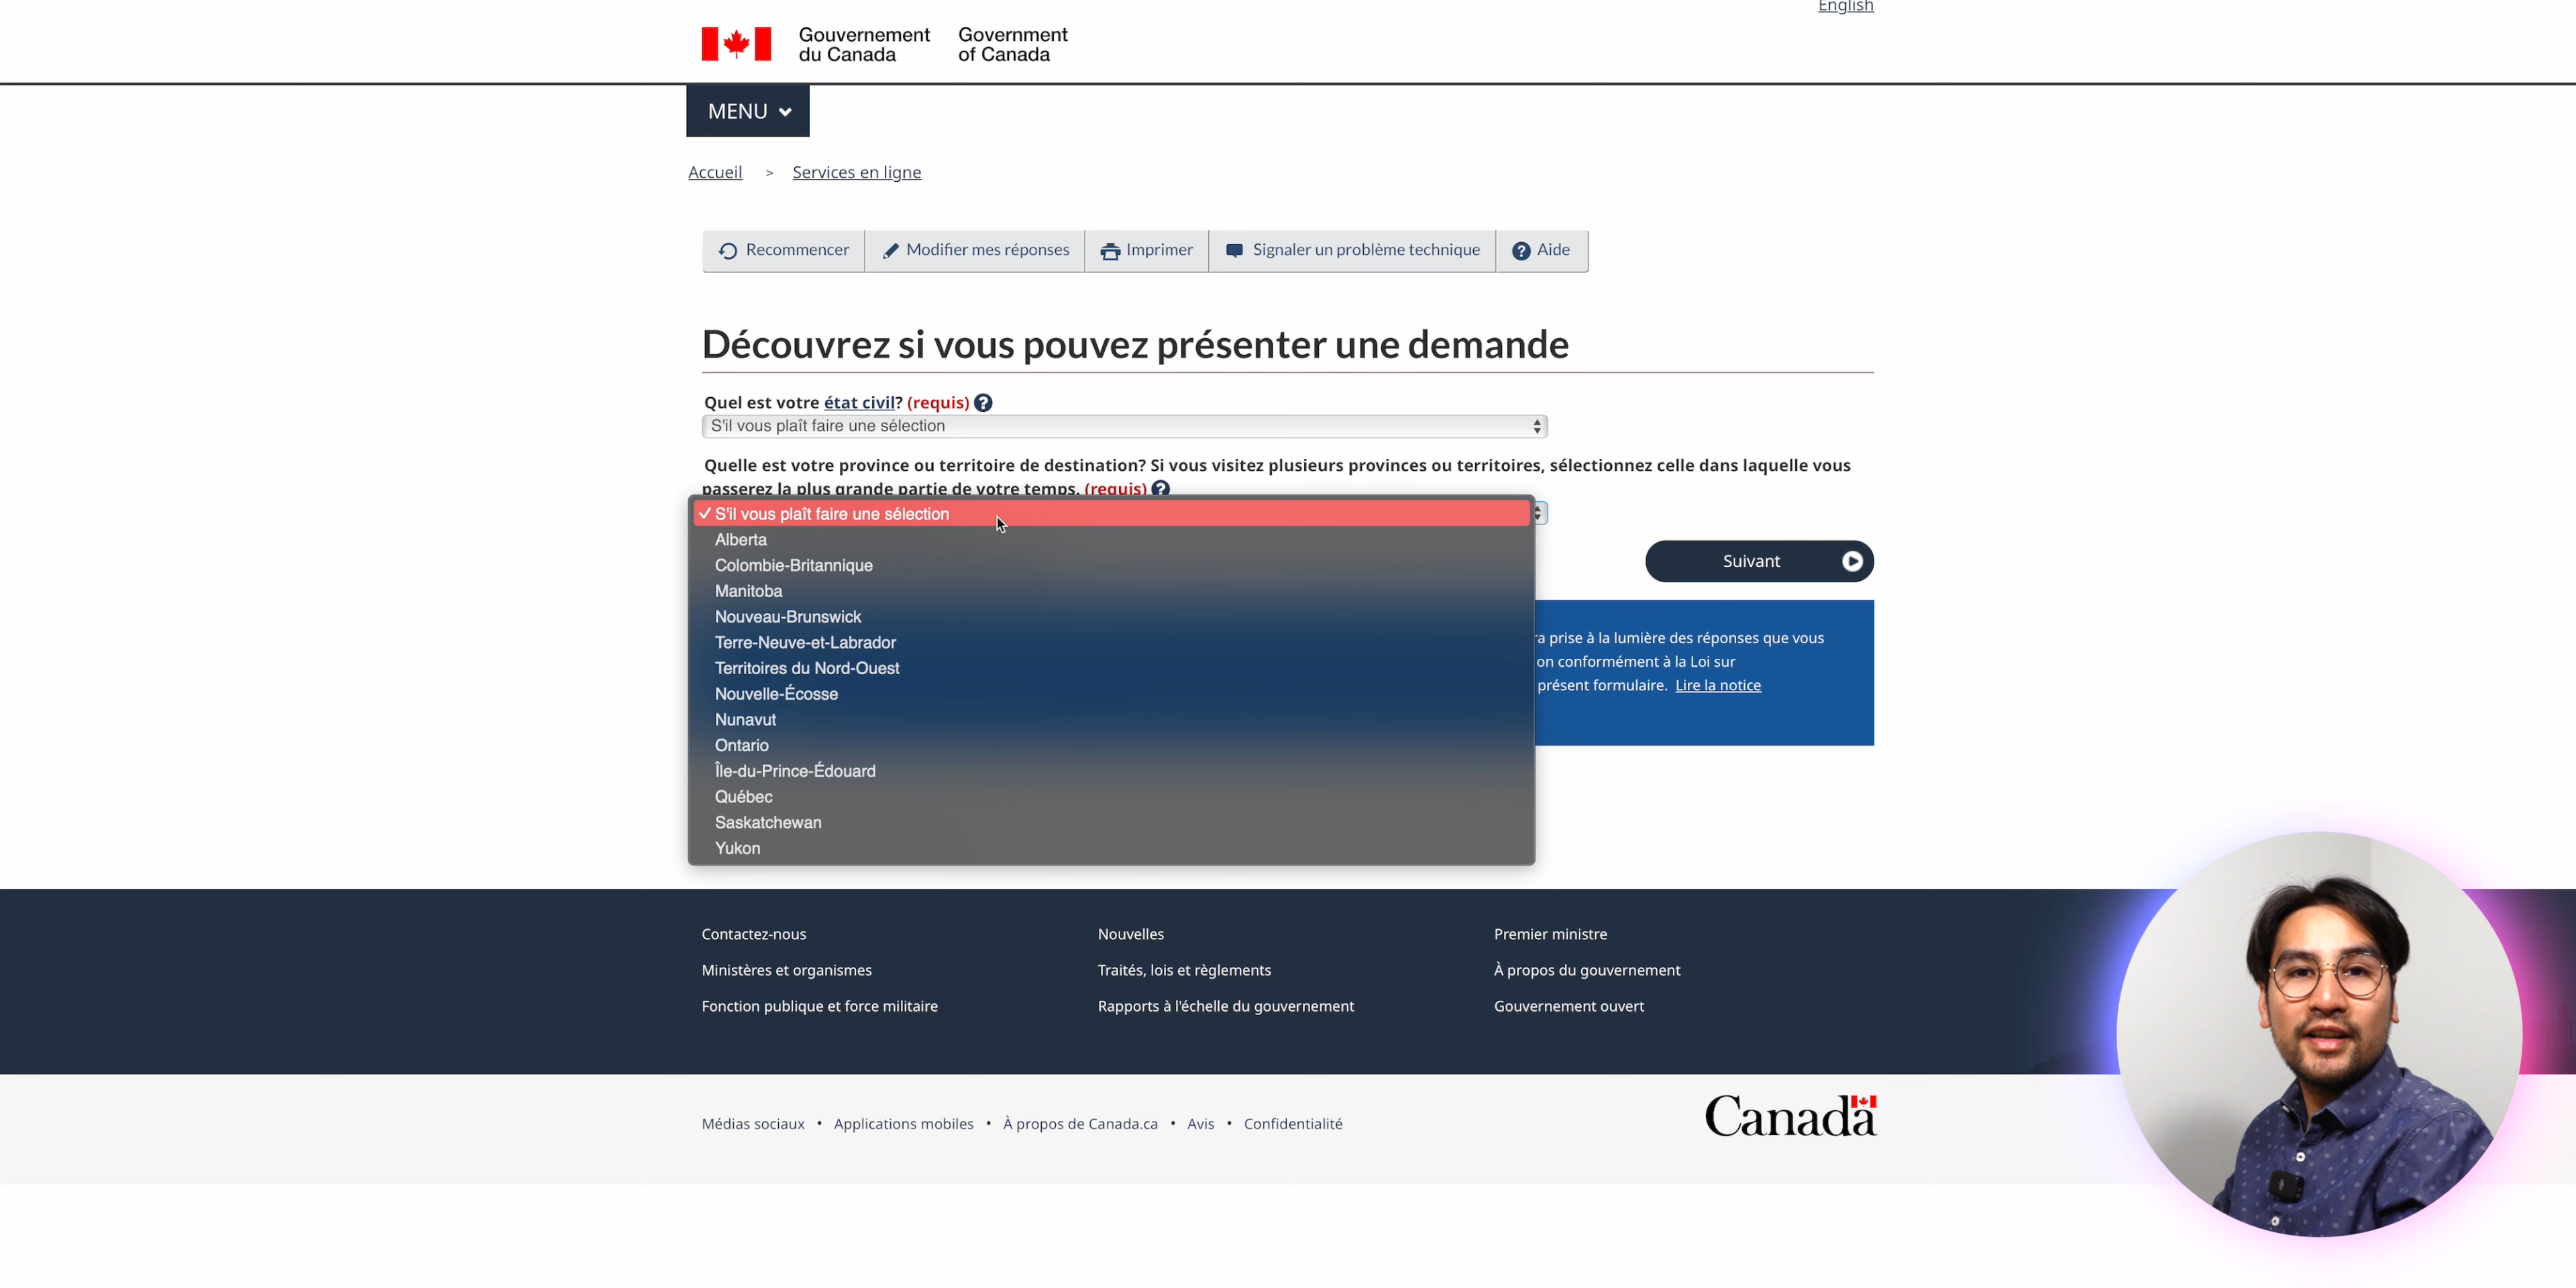 English
Gouvernement
du Canada
Government
of Canada
MENU
Accueil > Services en ligne
Recommencer
Modifier mes réponses
Imprimer
Signaler un problème technique
Aide
Découvrez si vous pouvez présenter une demande
Quel est votre état civil? (requis)
S'il vous plaît faire une sélection
Quelle est votre province ou territoire de destination? Si vous visitez plusieurs provinces ou territoires, sélectionnez celle dans laquelle vous
passerez la plus grande partie de votre temps. (requis)
✓ S'il vous plaît faire une sélection
Alberta
Colombie-Britannique
Manitoba
Nouveau-Brunswick
Terre-Neuve-et-Labrador
Territoires du Nord-Ouest
Nouvelle-Écosse
Nunavut
Ontario
Île-du-Prince-Édouard
Québec
Saskatchewan
Yukon
Suivant
prise à la lumière des réponses que vous
on conformément à la Loi sur
présent formulaire. Lire la notice
Contactez-nous
Nouvelles
Premier ministre
Ministères et organismes
Traités, lois et règlements
À propos du gouvernement
Fonction publique et force militaire
Rapports à l'échelle du gouvernement
Gouvernement ouvert
Médias sociaux • Applications mobiles • À propos de Canada.ca • Avis • Confidentialité
Canada